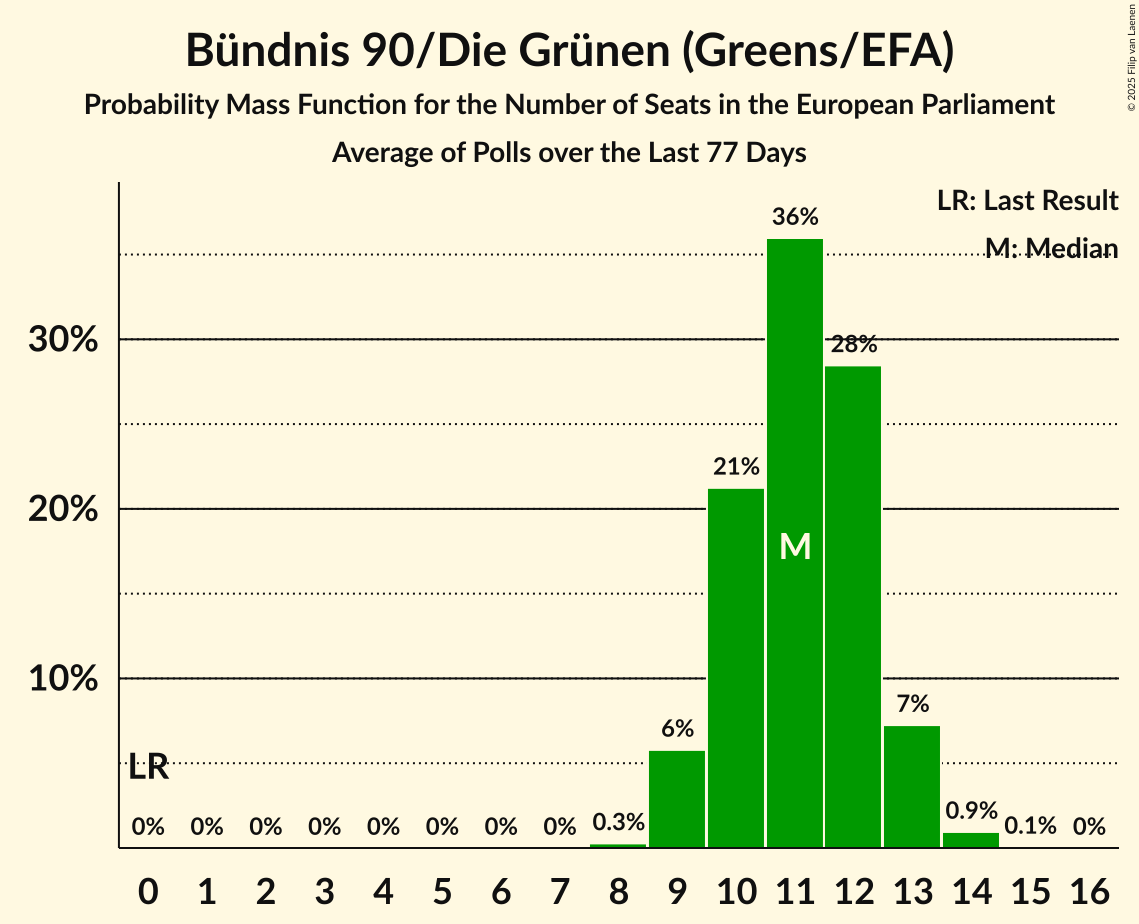 Bündnis 90/Die Grünen (Greens/EFA)
Probability Mass Function for the Number of Seats in the European Parliament
Average of Polls over the Last 77 Days
© 2025 Filip van Laenen
LR: Last Result
M: Median
36%
30%
28%
21%
20%
M
10%
7%
6%
LR
0% 0% 0% 0% 0% 0% 0% 0% 0.3% 0.9% 0.1% 0%
0 1 2 3 4 5 6 7 8 9 10 11 12 13 14 15 16